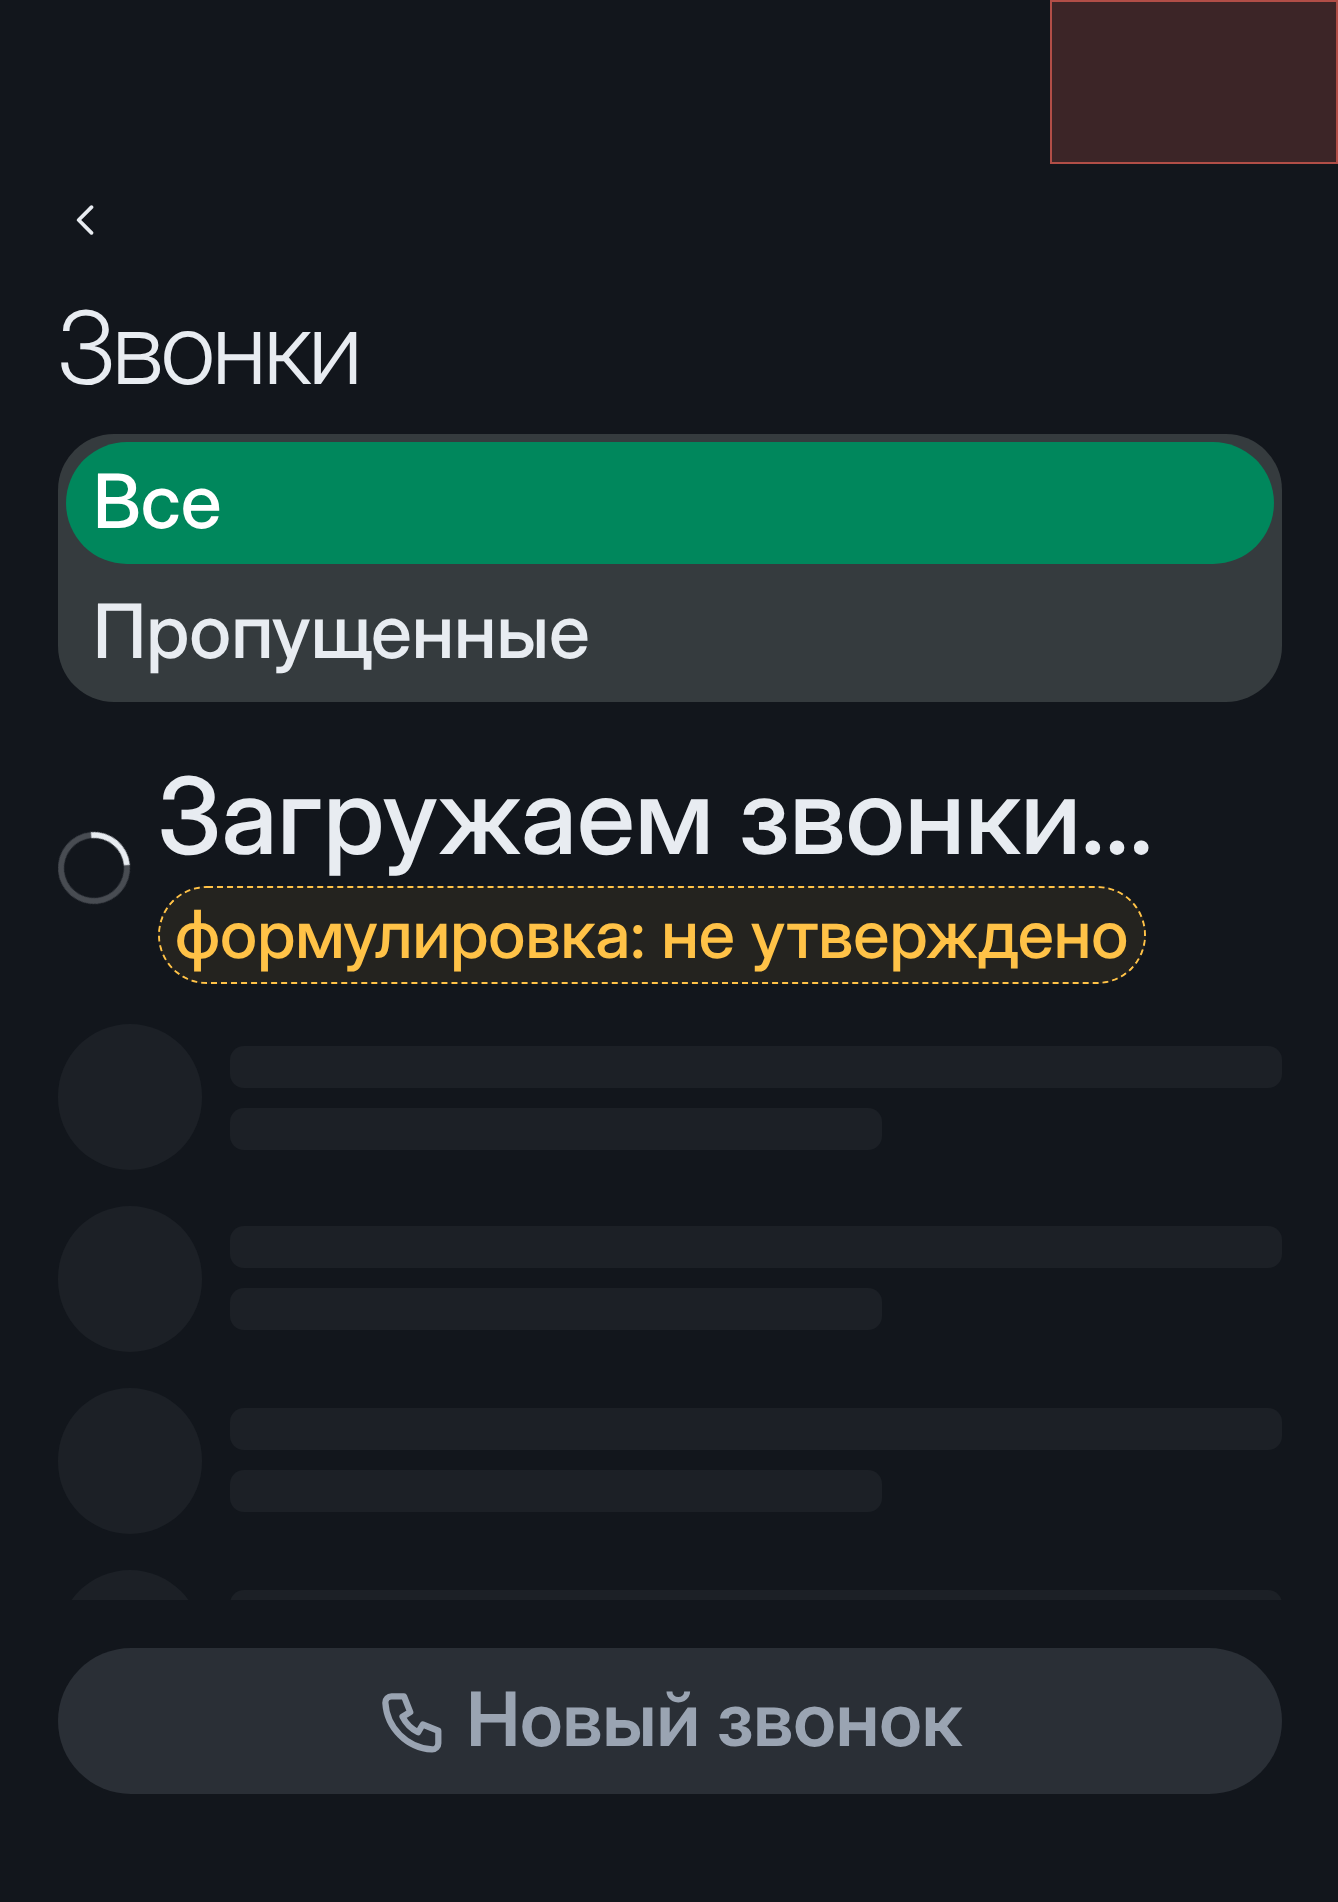 Звонки
Все
Пропущенные
Загружаем звонки...
формулировка: не утверждено
Новый звонок